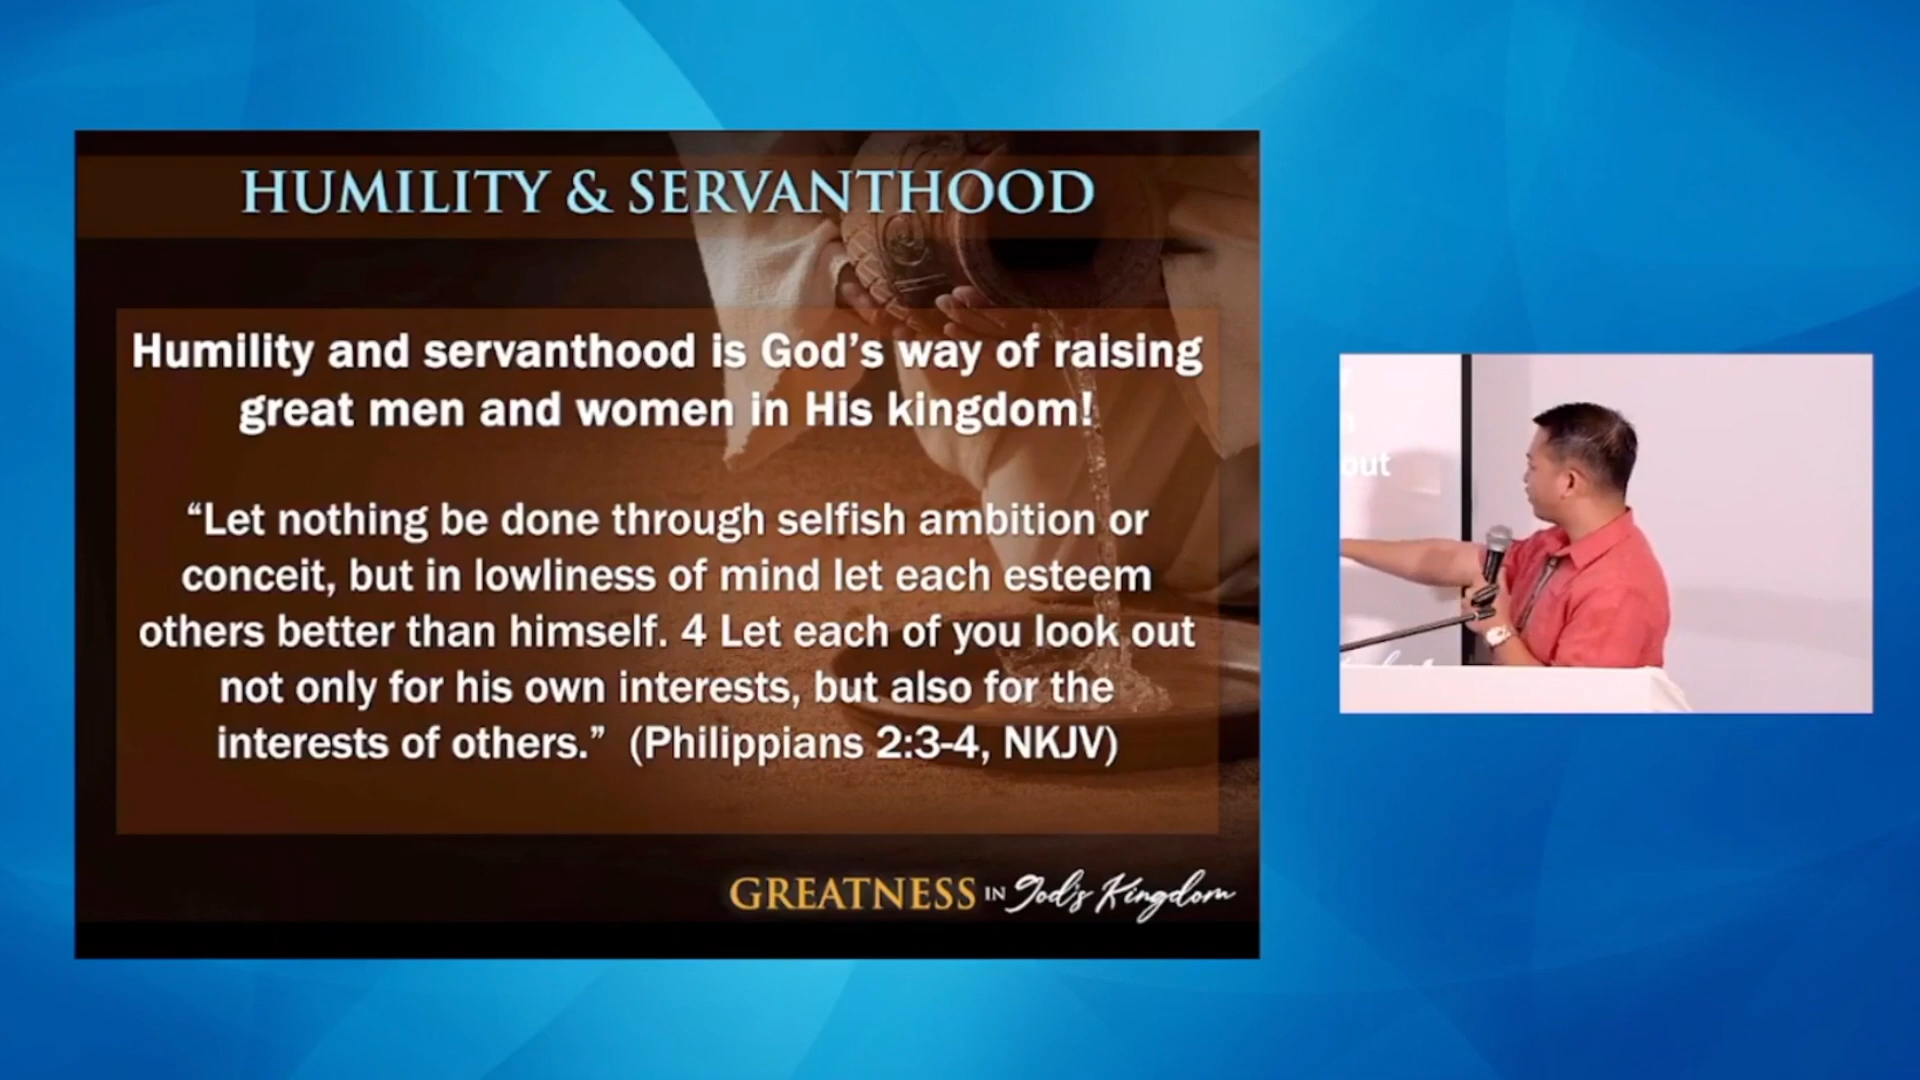 HUMILITY & SERVANTHOOD
Humility and servanthood is God’s way of raising
great men and women in His kingdom!
“Let nothing be done through selfish ambition or
conceit, but in lowliness of mind let each esteem
others better than himself. 4 Let each of you look out
not only for his own interests, but also for the
interests of others.” (Philippians 2:3-4, NKJV)
GREATNESS IN God's Kingdom
out